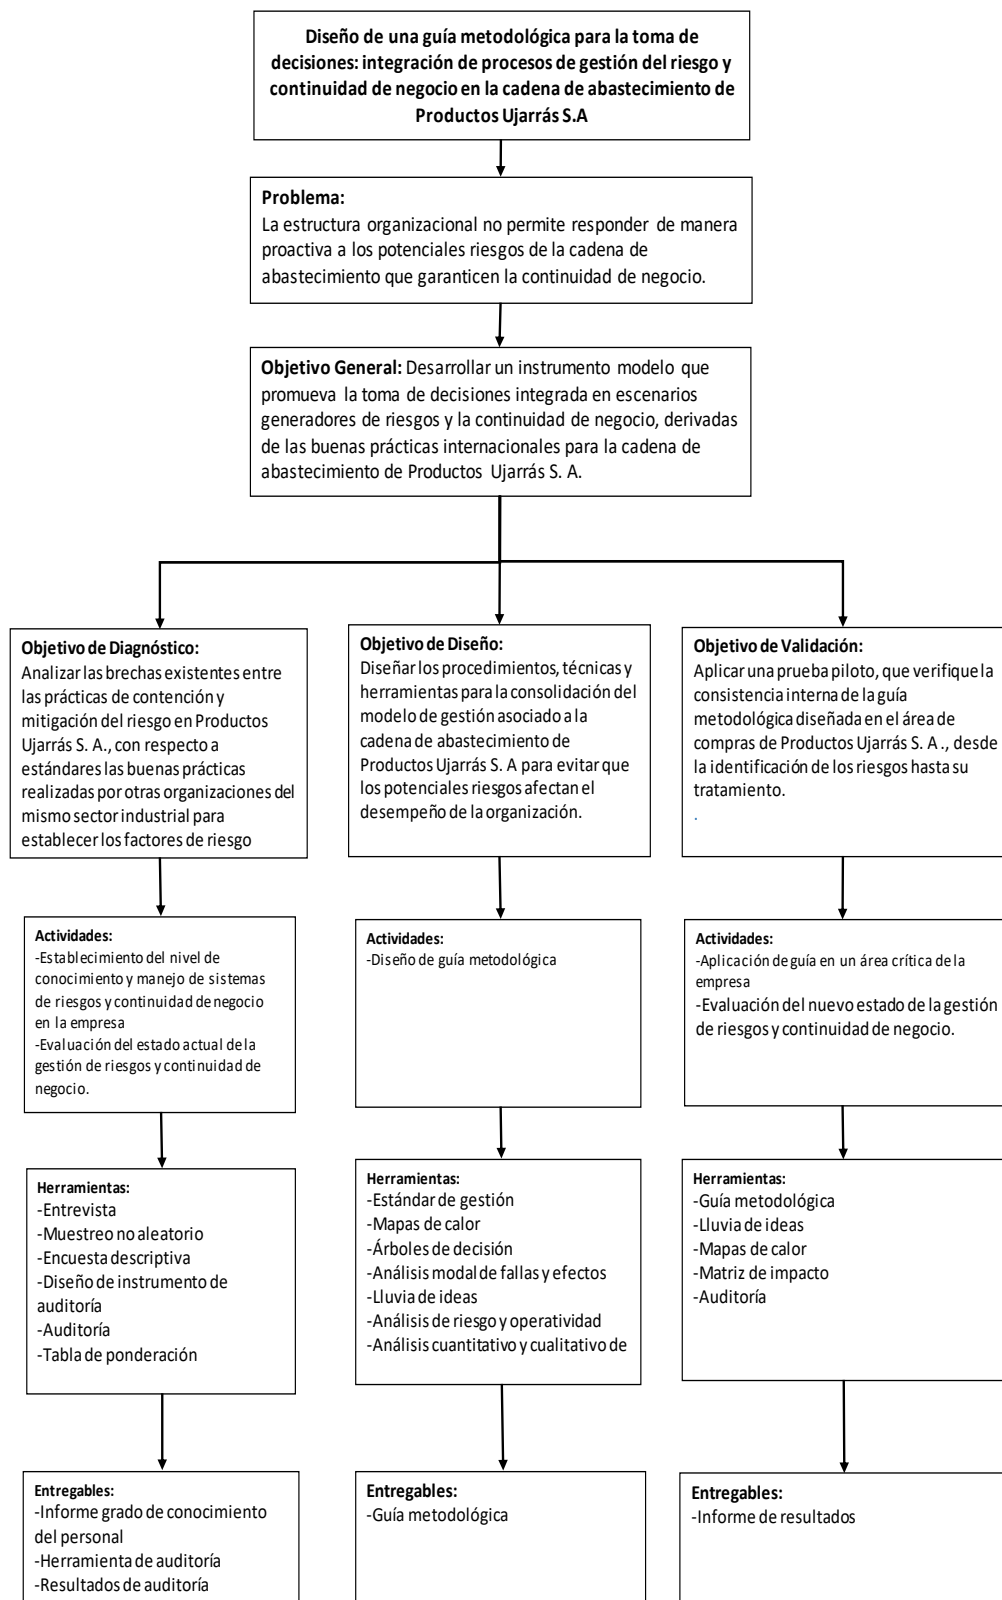 Diseño de una guía metodológica para la toma de
decisiones: integración de procesos de gestión del riesgo y
continuidad de negocio en la cadena de abastecimiento de
Productos Ujarrás S.A
Problema:
La estructura organizacional no permite responder de manera
proactiva a los potenciales riesgos de la cadena de
abastecimiento que garanticen la continuidad de negocio.
Objetivo General: Desarrollar un instrumento modelo que
promueva la toma de decisiones integrada en escenarios
generadores de riesgos y la continuidad de negocio, derivadas
de las buenas prácticas internacionales para la cadena de
abastecimiento de Productos Ujarrás S. A.
Objetivo de Diagnóstico:
Analizar las brechas existentes entre
las prácticas de contención y
mitigación del riesgo en Productos
Ujarrás S. A., con respecto a
estándares las buenas prácticas
realizadas por otras organizaciones del
mismo sector industrial para
establecer los factores de riesgo
Objetivo de Diseño:
Diseñar los procedimientos, técnicas y
herramientas para la consolidación del
modelo de gestión asociado a la
cadena de abastecimiento de
Productos Ujarrás S. A para evitar que
los potenciales riesgos afectan el
desempeño de la organización.
Objetivo de Validación:
Aplicar una prueba piloto, que verifique la
consistencia interna de la guía
metodológica diseñada en el área de
compras de Productos Ujarrás S. A ., desde
la identificación de los riesgos hasta su
tratamiento.
.
Actividades:
-Establecimiento del nivel de
conocimiento y manejo de sistemas
de riesgos y continuidad de negocio
en la empresa
-Evaluación del estado actual de la
gestión de riesgos y continuidad de
negocio.
Actividades:
-Diseño de guía metodológica
Actividades:
-Aplicación de guía en un área crítica de la
empresa
-Evaluación del nuevo estado de la gestión
de riesgos y continuidad de negocio.
Herramientas:
-Entrevista
-Muestreo no aleatorio
-Encuesta descriptiva
-Diseño de instrumento de
auditoría
-Auditoría
-Tabla de ponderación
Herramientas:
-Estándar de gestión
-Mapas de calor
-Árboles de decisión
-Análisis modal de fallas y efectos
-Lluvia de ideas
-Análisis de riesgo y operatividad
-Análisis cuantitativo y cualitativo de
Herramientas:
-Guía metodológica
-Lluvia de ideas
-Mapas de calor
-Matriz de impacto
-Auditoría
Entregables:
-Informe grado de conocimiento
del personal
-Herramienta de auditoría
-Resultados de auditoría
Entregables:
-Guía metodológica
Entregables:
-Informe de resultados